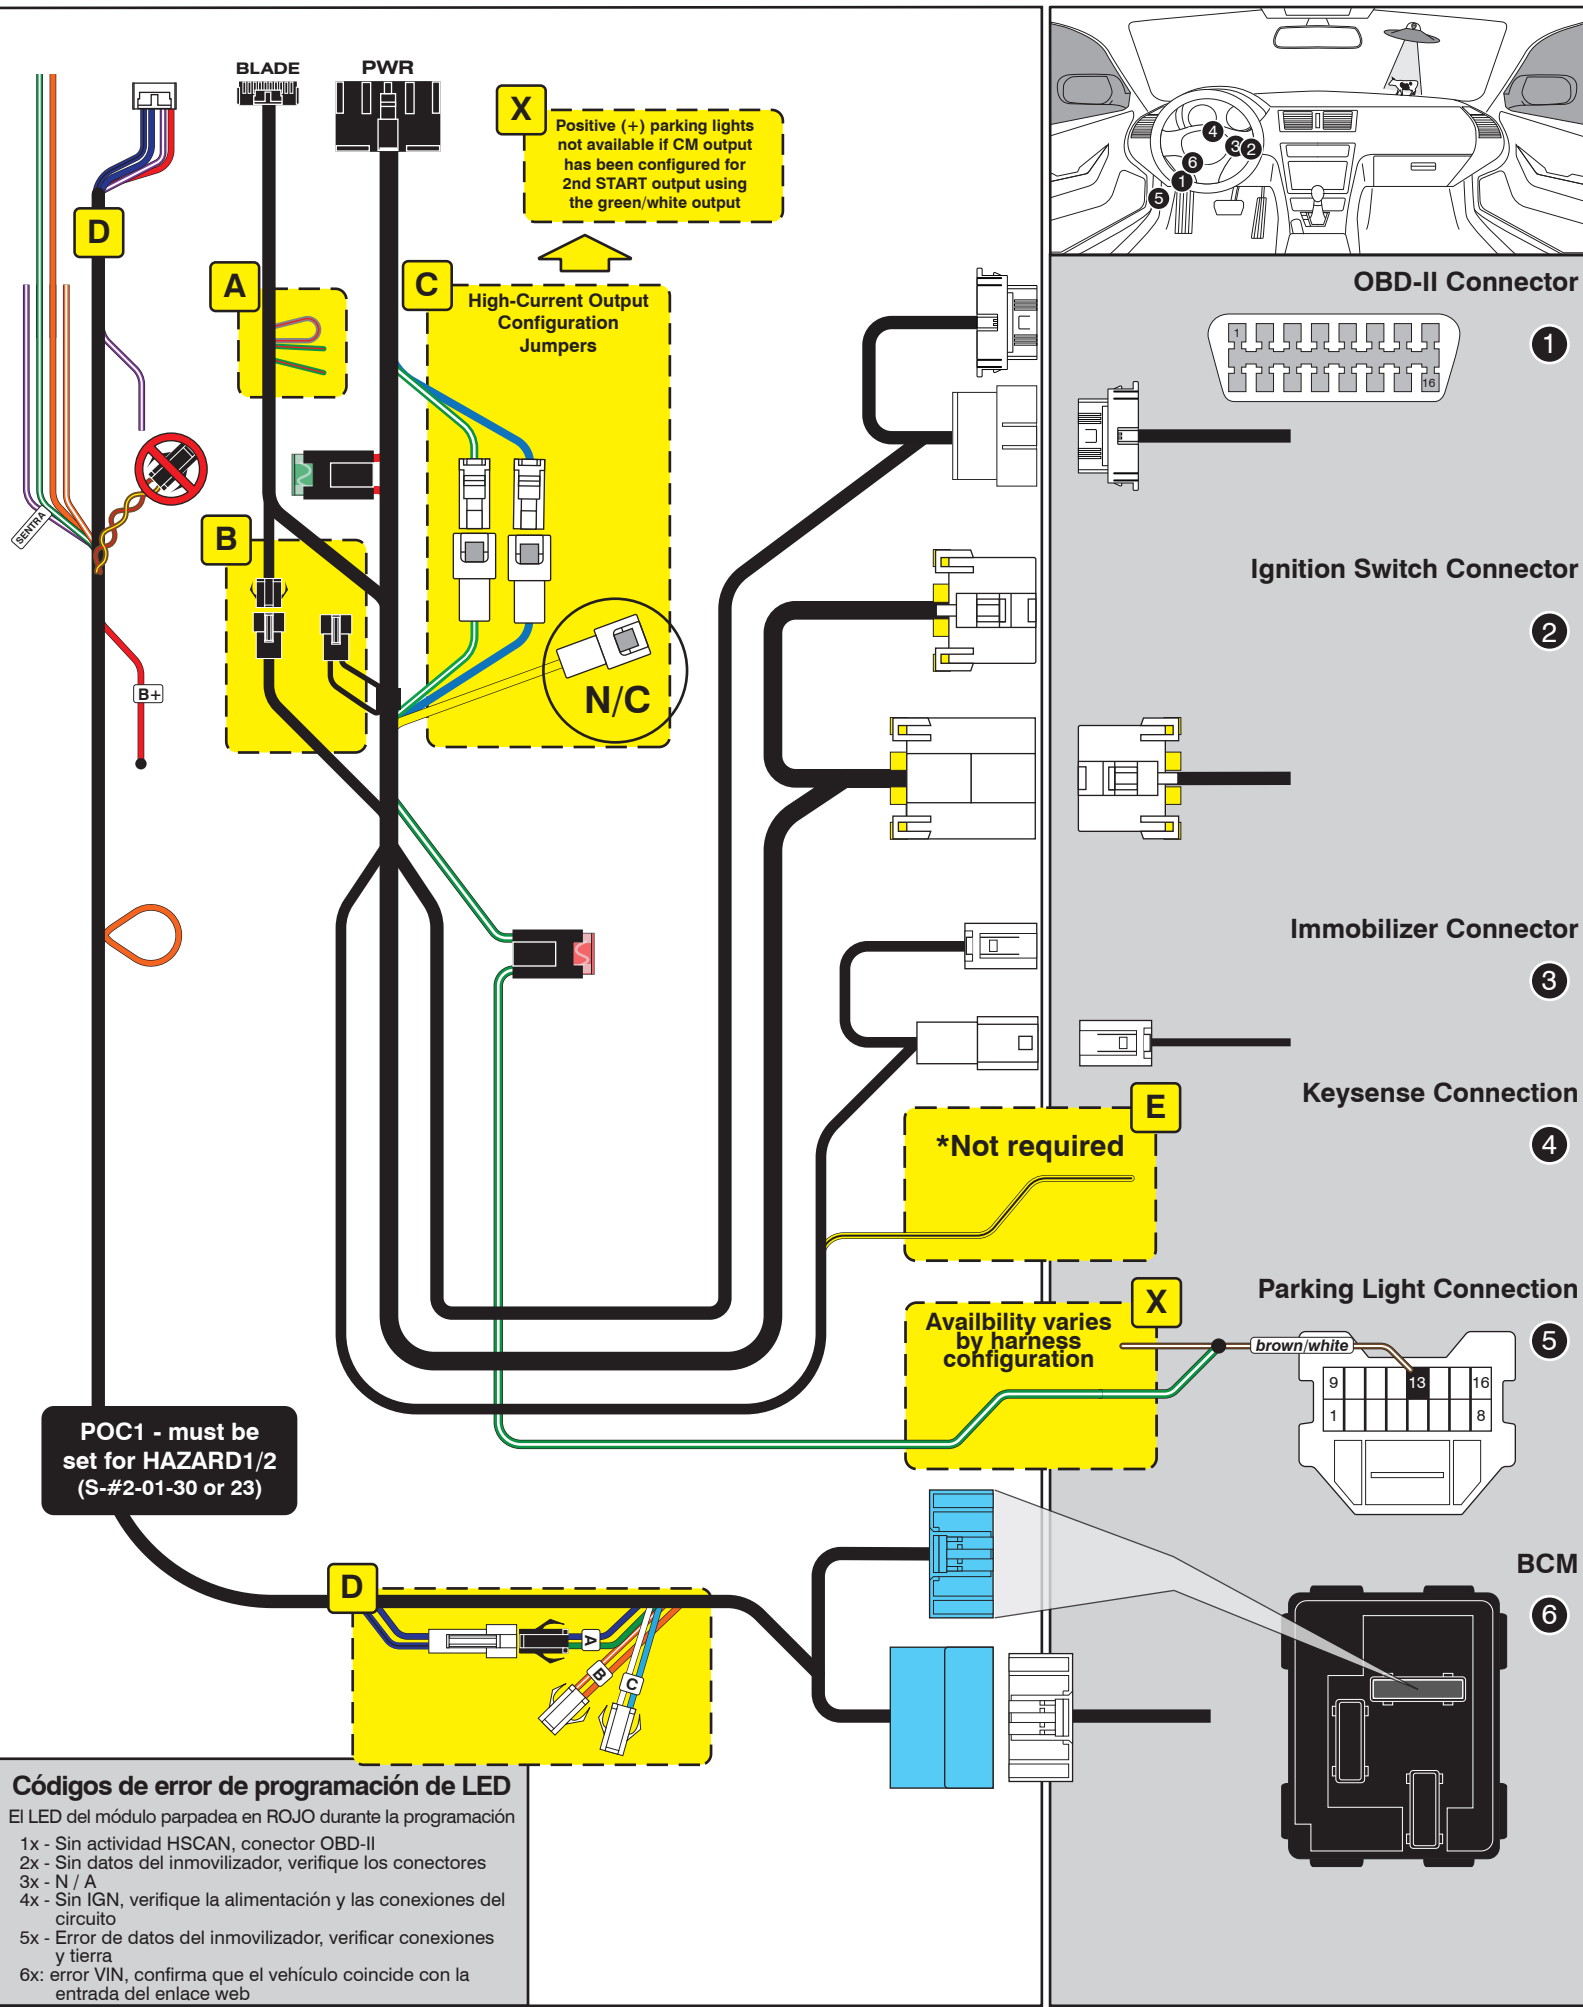 BLADE
PWR
X
Positive (+) parking lights
not available if CM output
has been configured for
2nd START output using
the green/white output
D
A
C
High-Current Output
Configuration
Jumpers
B
SENTRA
B+
N/C
4
3
2
6
1
5
OBD-II Connector
1
1
16
Ignition Switch Connector
2
Immobilizer Connector
3
Keysense Connection
4
E
*Not required
Parking Light Connection
5
X
Availbility varies
by harness
configuration
brown/white
9
13
16
1
8
POC1 - must be
set for HAZARD1/2
(S-#2-01-30 or 23)
BCM
6
D
A
B
C
Códigos de error de programación de LED
El LED del módulo parpadea en ROJO durante la programación
1x - Sin actividad HSCAN, conector OBD-II
2x - Sin datos del inmovilizador, verifique los conectores
3x - N / A
4x - Sin IGN, verifique la alimentación y las conexiones del
circuito
5x - Error de datos del inmovilizador, verificar conexiones
y tierra
6x: error VIN, confirma que el vehículo coincide con la
entrada del enlace web